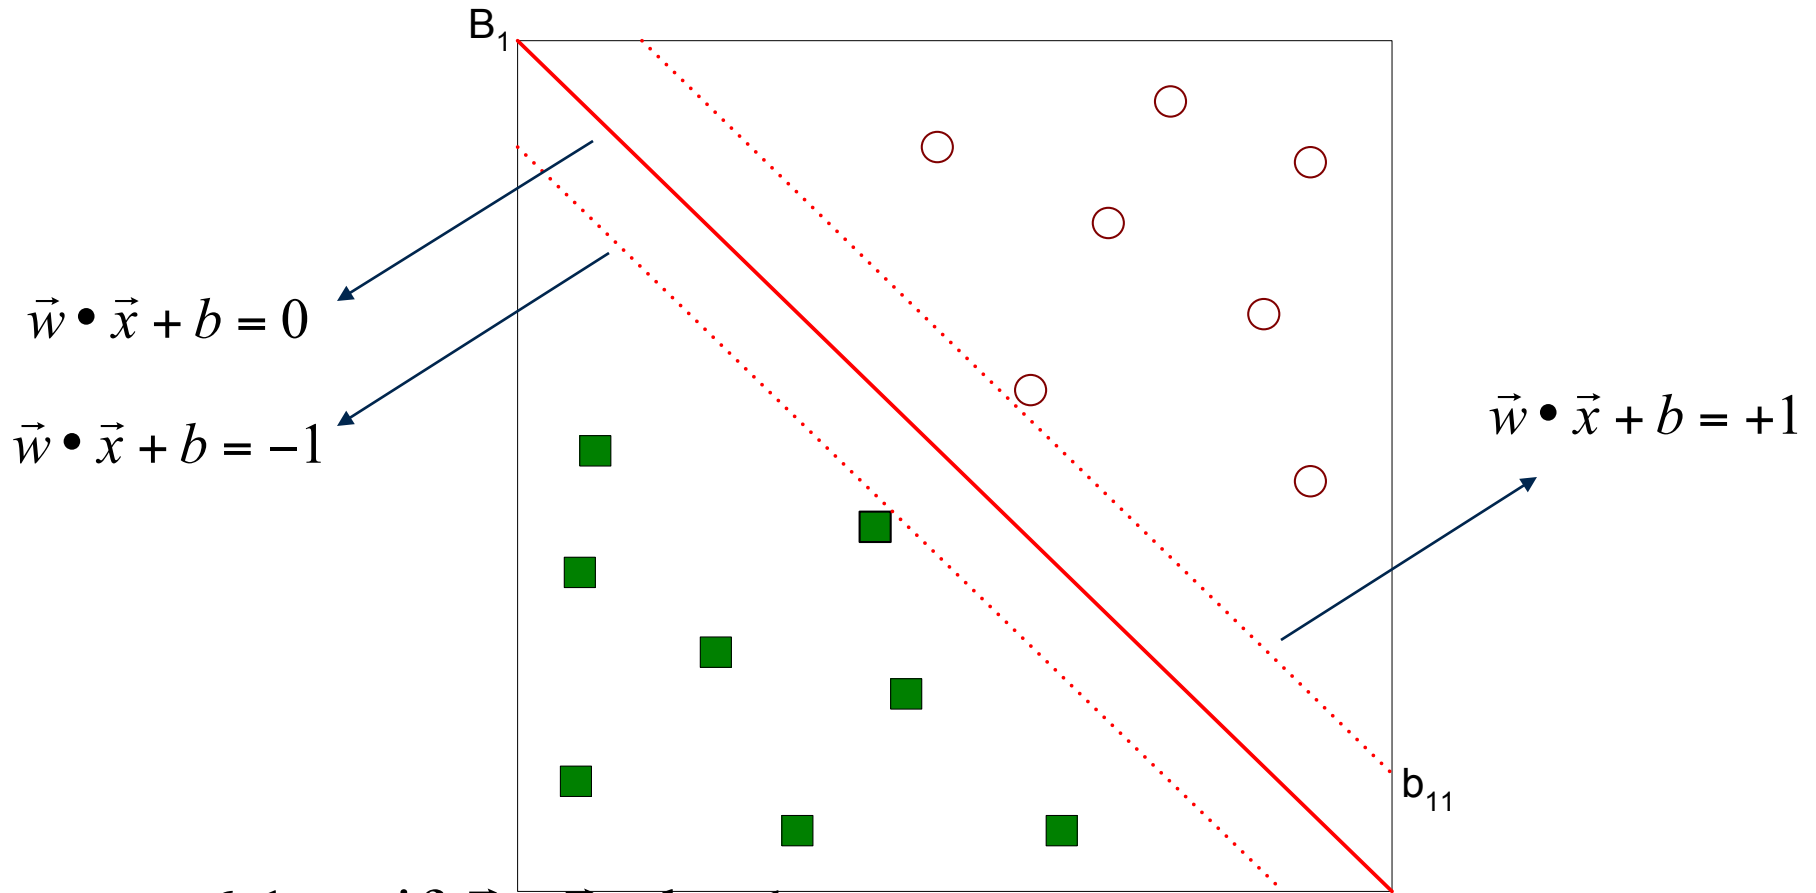 B₁
w⃗ • x⃗ + b = 0
w⃗ • x⃗ + b = +1
w⃗ • x⃗ + b = −1
b₁₁